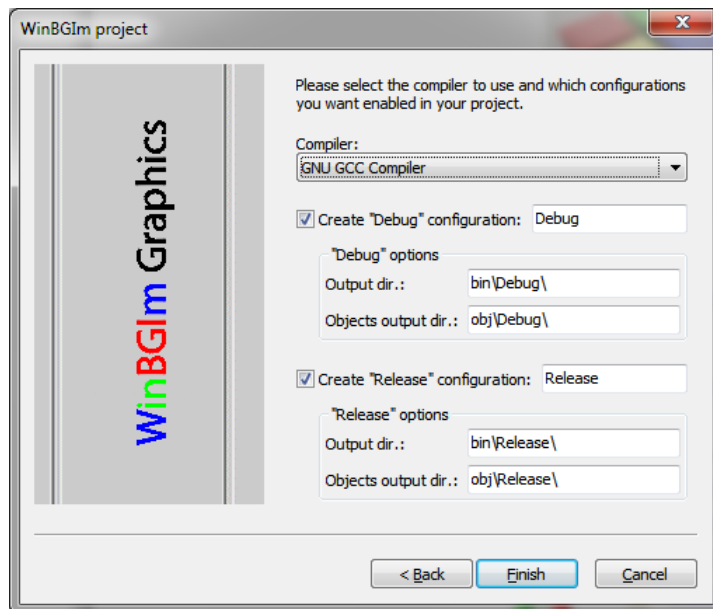 WinBGIm project
WinBGIm Graphics
Please select the compiler to use and which configurations
you want enabled in your project.
Compiler:
GNU GCC Compiler
Create "Debug" configuration: Debug
"Debug" options
Output dir.: bin\Debug\
Objects output dir.: obj\Debug\
Create "Release" configuration: Release
"Release" options
Output dir.: bin\Release\
Objects output dir.: obj\Release\
< Back Finish Cancel